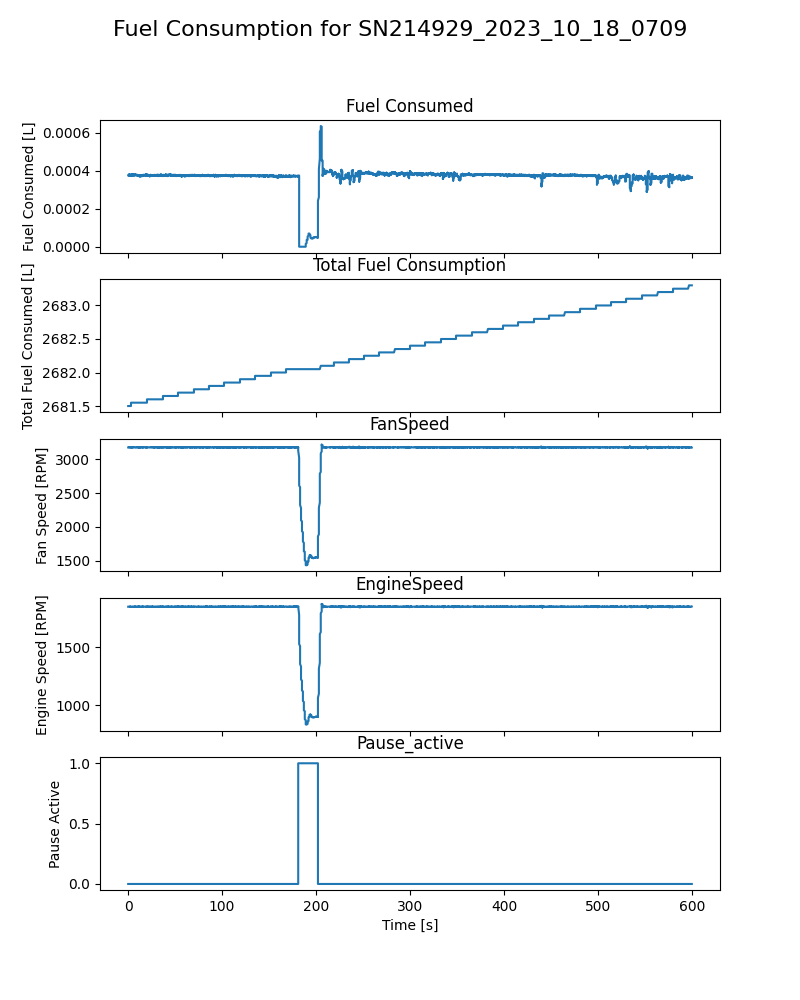 Fuel Consumption for SN214929_2023_10_18_0709
Fuel Consumed
Fuel Consumed [L]
0.0006
0.0004
0.0002
0.0000
Total Fuel Consumption
Total Fuel Consumed [L]
2683.0
2682.5
2682.0
2681.5
FanSpeed
Fan Speed [RPM]
3000
2500
2000
1500
EngineSpeed
Engine Speed [RPM]
1500
1000
Pause_active
Pause Active
1.0
0.5
0.0
0 100 200 300 400 500 600
Time [s]